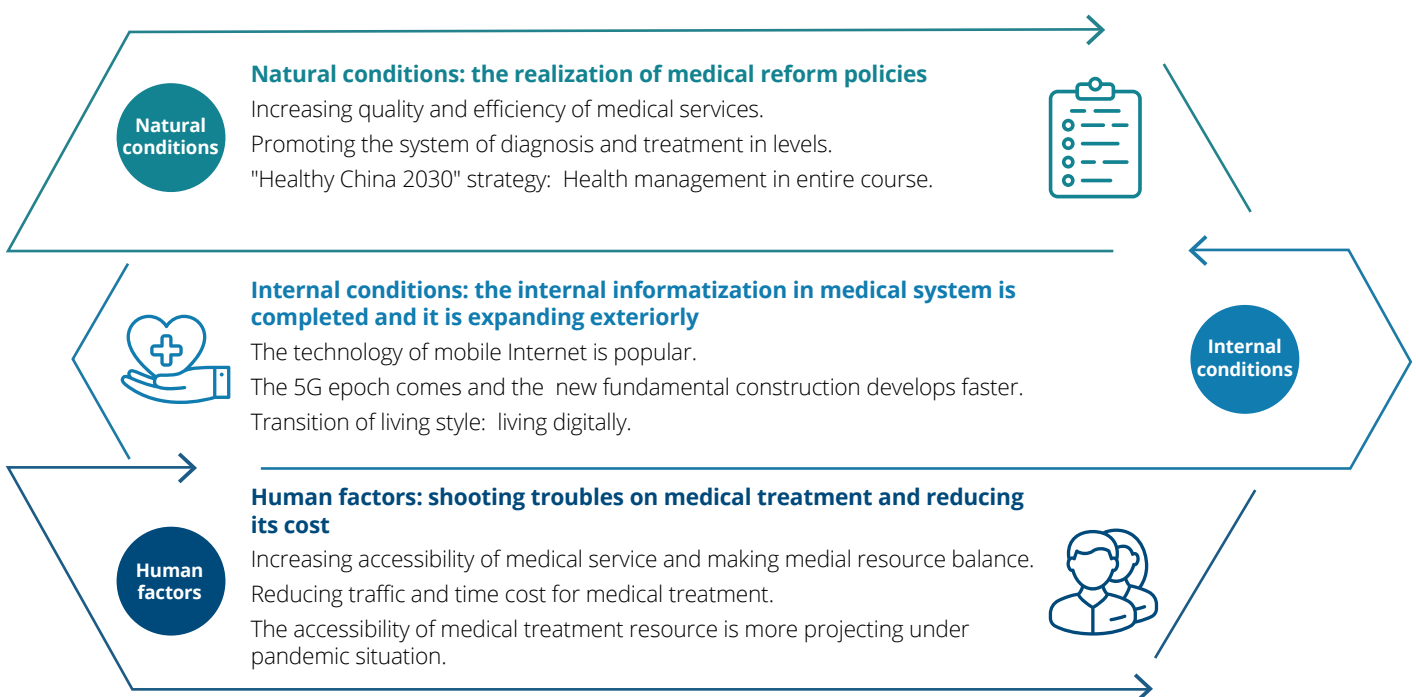 Natural conditions: the realization of medical reform policies
Natural
conditions
Increasing quality and efficiency of medical services.
Promoting the system of diagnosis and treatment in levels.
"Healthy China 2030" strategy: Health management in entire course.
Internal conditions: the internal informatization in medical system is
completed and it is expanding exteriorly
The technology of mobile Internet is popular.
The 5G epoch comes and the new fundamental construction develops faster.
Transition of living style: living digitally.
Internal
conditions
Human factors: shooting troubles on medical treatment and reducing
its cost
Human
factors
Increasing accessibility of medical service and making medial resource balance.
Reducing traffic and time cost for medical treatment.
The accessibility of medical treatment resource is more projecting under
pandemic situation.